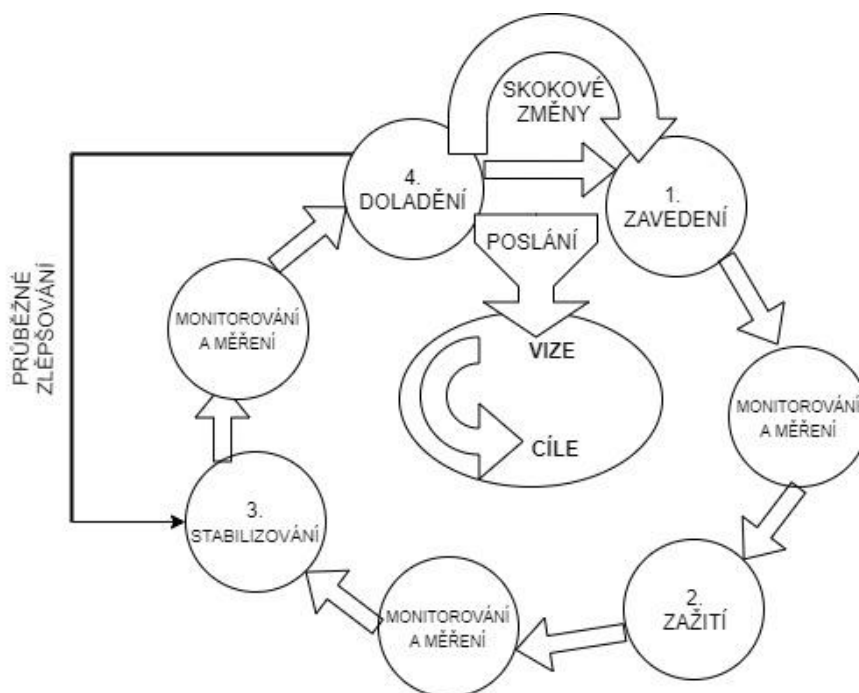 SKOKOVÉ
ZMĚNY
4.
DOLADĚNÍ
1.
ZAVEDENÍ
POSLÁNÍ
PRŮBĚŽNÉ
ZLĚPŠOVÁNÍ
MONITOROVÁNÍ
A MĚŘENÍ
VIZE
CÍLE
MONITOROVÁNÍ
A MĚŘENÍ
3.
STABILIZOVÁNÍ
2.
ZAŽITÍ
MONITOROVÁNÍ
A MĚŘENÍ